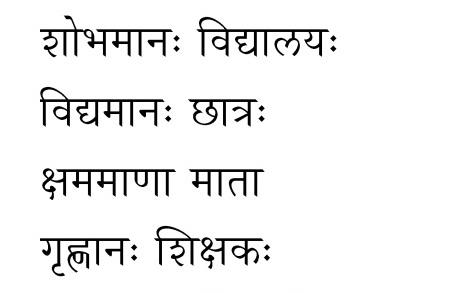 शोभमानः विद्यालयः
विद्यमानः छात्रः
क्षममाणा माता
गृह्णानः शिक्षकः